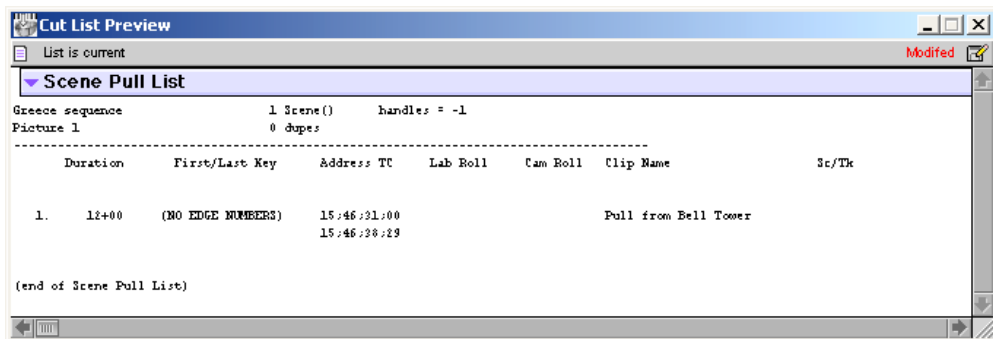 Cut List Preview
List is current Modifed
Scene Pull List
Greece sequence 1 Scene() handles = -1
Picture 1 0 dupes
--------------------------------------------------------------------------------
Duration First/Last Key Address TC Lab Roll Cam Roll Clip Name Sc/Tk
1. 12+00 (NO EDGE NUMBERS) 15;46;31;00 Pull from Bell Tower
15;46;38;29
(end of Scene Pull List)